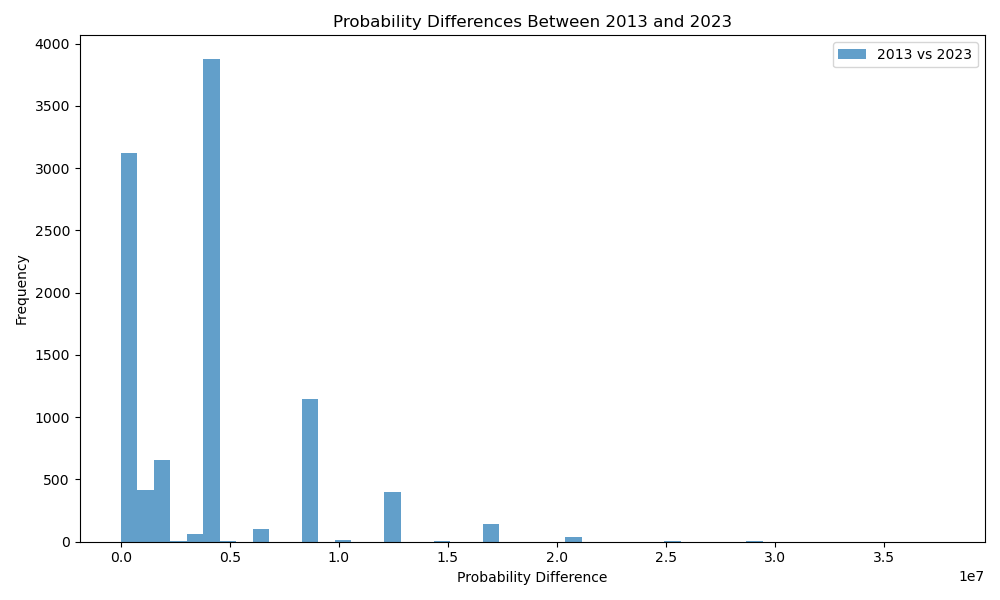 Probability Differences Between 2013 and 2023
2013 vs 2023
4000
3500
3000
2500
2000
1500
1000
500
0
Frequency
0.0 0.5 1.0 1.5 2.0 2.5 3.0 3.5
1e7
Probability Difference